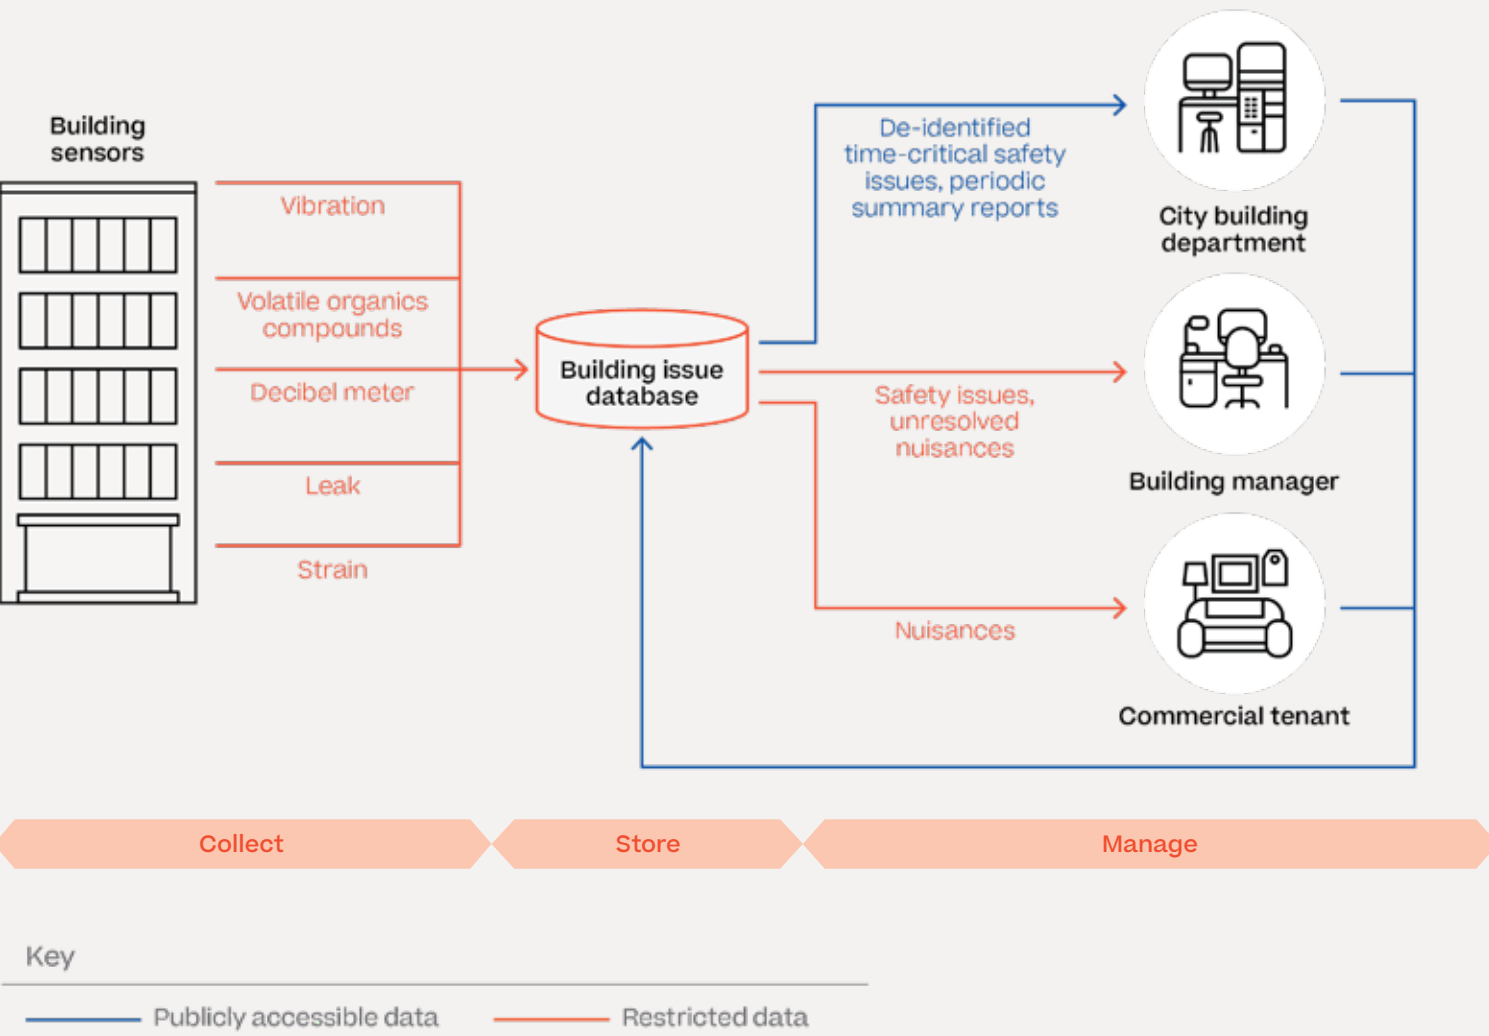 Building
sensors
Vibration
Volatile organics
compounds
Decibel meter
Leak
Strain
Building issue
database
De-identified
time-critical safety
issues, periodic
summary reports
Safety issues,
unresolved
nuisances
Nuisances
City building
department
Building manager
Commercial tenant
Collect
Store
Manage
Key
Publicly accessible data
Restricted data